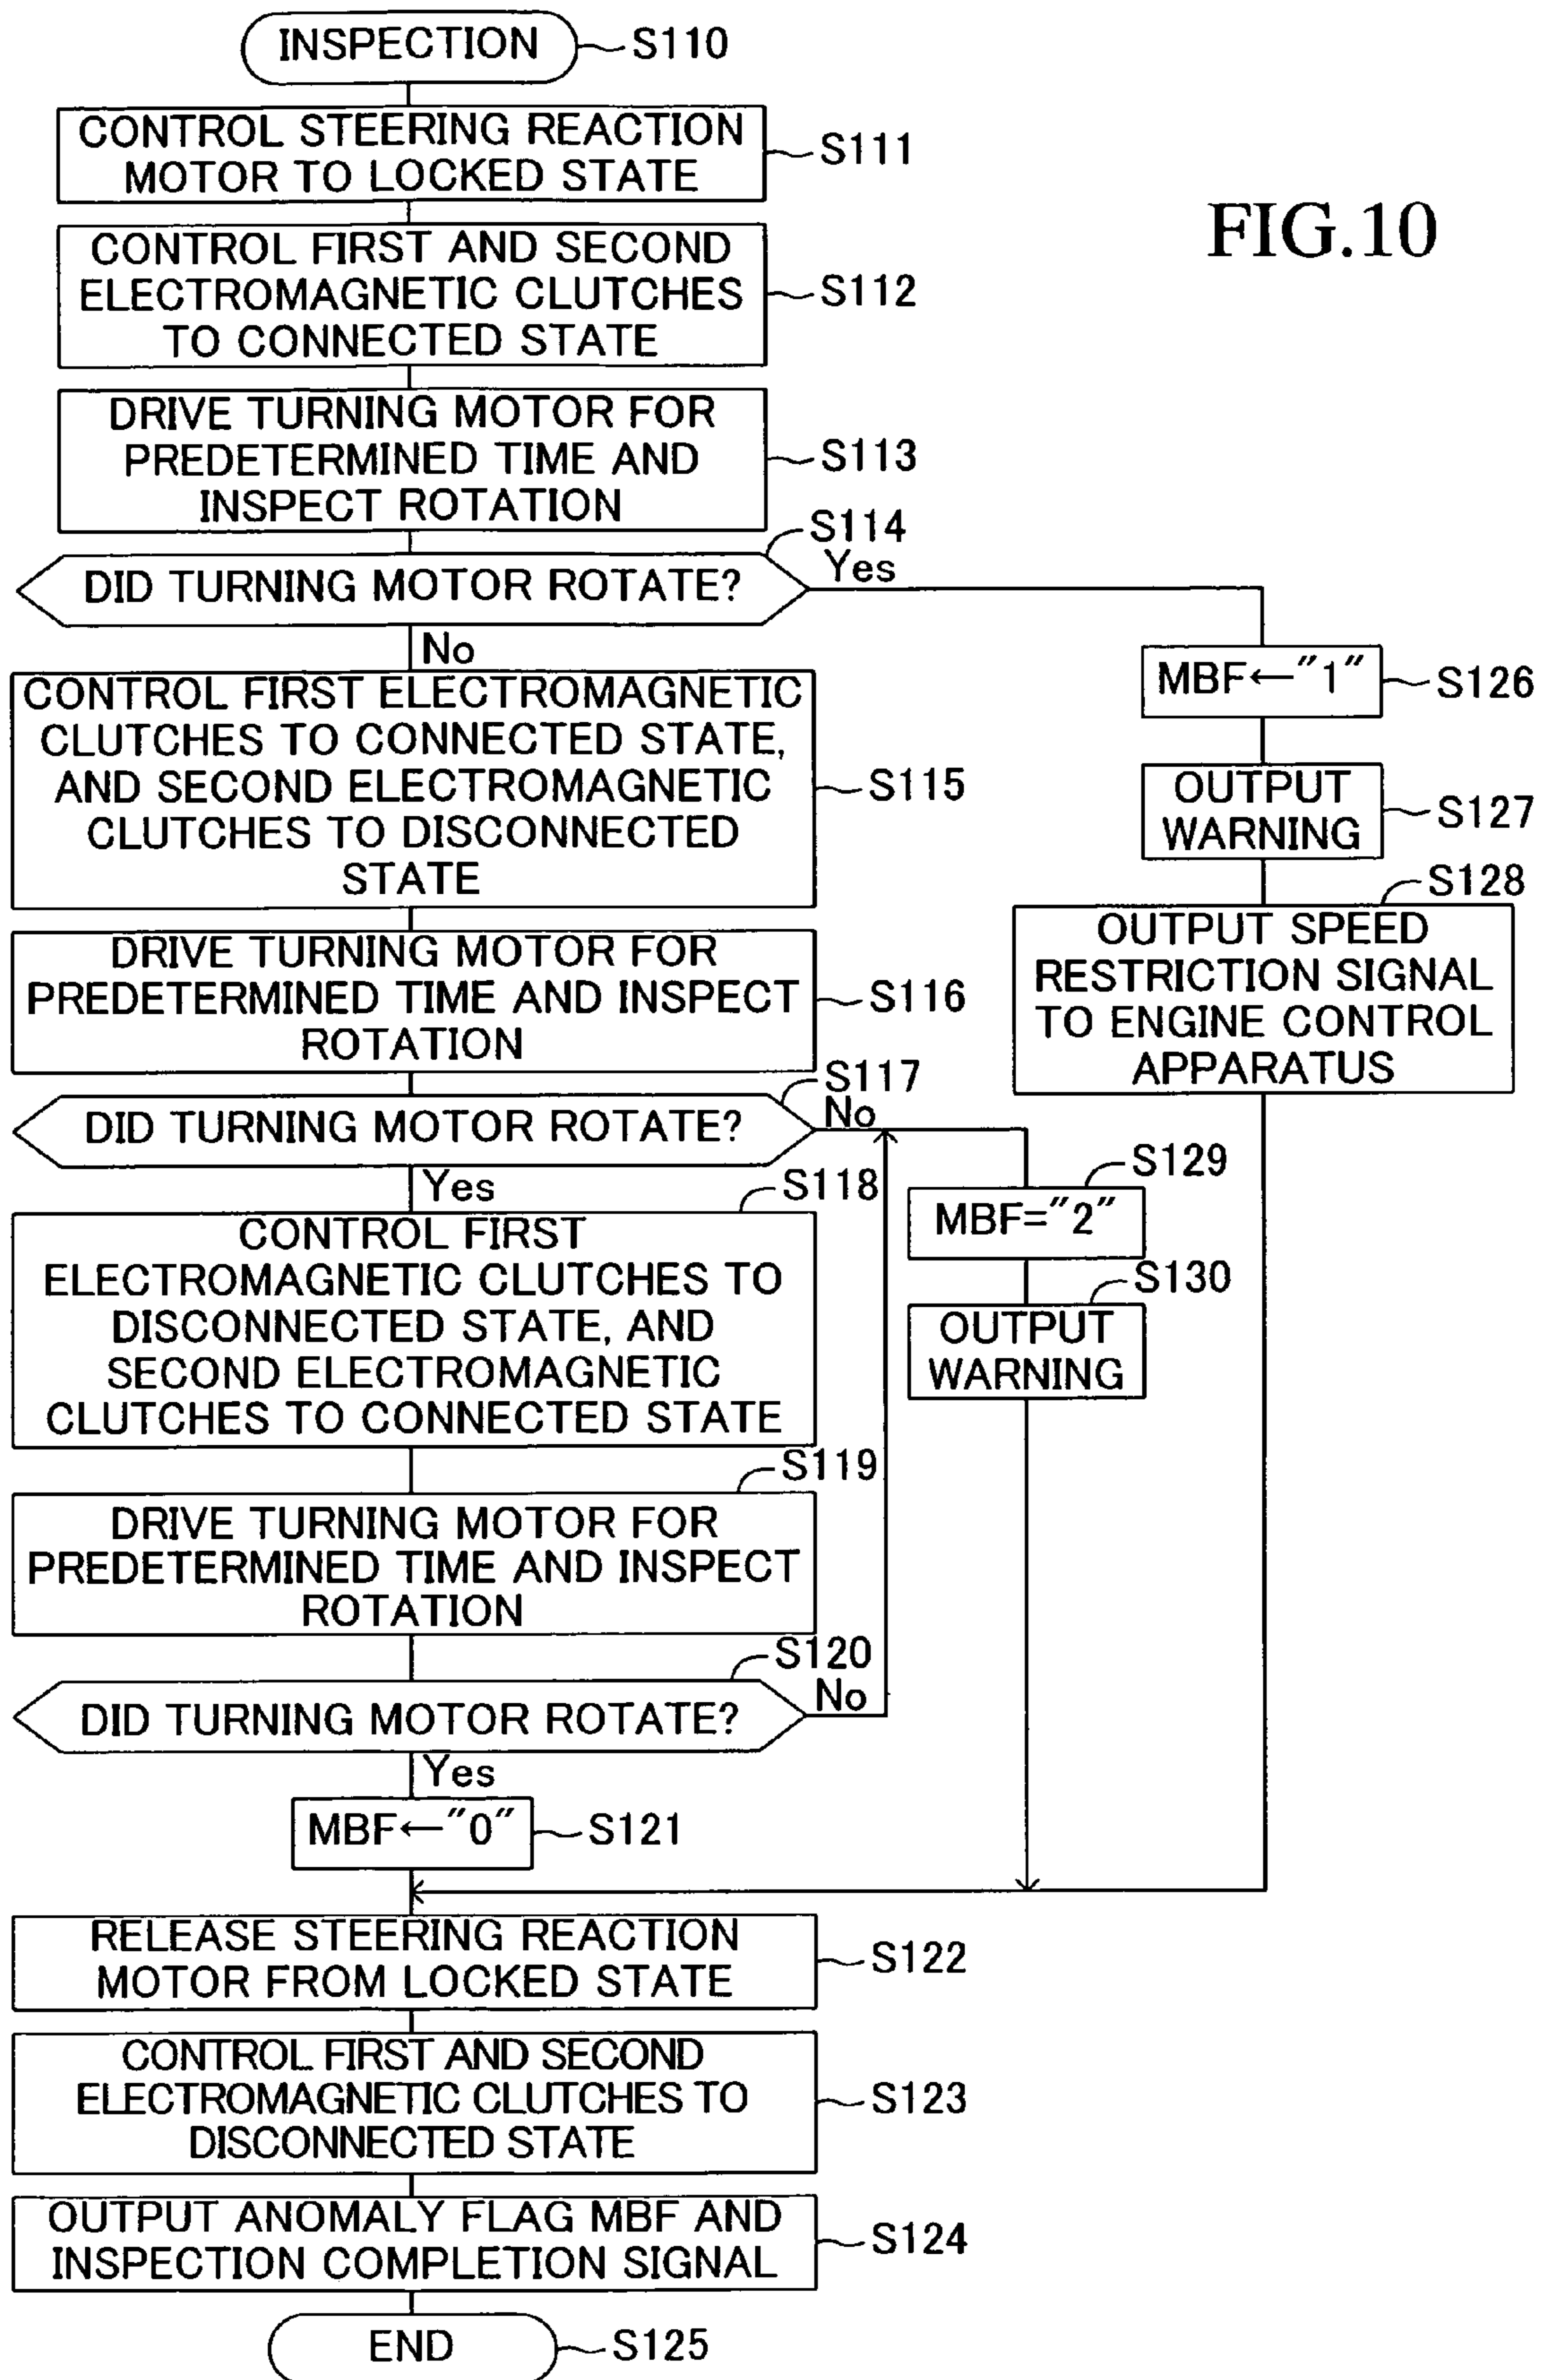 INSPECTION
S110
CONTROL STEERING REACTION
MOTOR TO LOCKED STATE
S111
FIG.10
CONTROL FIRST AND SECOND
ELECTROMAGNETIC CLUTCHES
TO CONNECTED STATE
S112
DRIVE TURNING MOTOR FOR
PREDETERMINED TIME AND
INSPECT ROTATION
S113
S114
DID TURNING MOTOR ROTATE?
Yes
No
CONTROL FIRST ELECTROMAGNETIC
CLUTCHES TO CONNECTED STATE,
AND SECOND ELECTROMAGNETIC
CLUTCHES TO DISCONNECTED
STATE
S115
MBF←"1"
S126
OUTPUT
WARNING
S127
S128
OUTPUT SPEED
RESTRICTION SIGNAL
TO ENGINE CONTROL
APPARATUS
DRIVE TURNING MOTOR FOR
PREDETERMINED TIME AND INSPECT
ROTATION
S116
S117
DID TURNING MOTOR ROTATE?
No
Yes
S129
MBF="2"
S130
OUTPUT
WARNING
S118
CONTROL FIRST
ELECTROMAGNETIC CLUTCHES TO
DISCONNECTED STATE, AND
SECOND ELECTROMAGNETIC
CLUTCHES TO CONNECTED STATE
S119
DRIVE TURNING MOTOR FOR
PREDETERMINED TIME AND INSPECT
ROTATION
S120
DID TURNING MOTOR ROTATE?
No
Yes
MBF←"0"
S121
RELEASE STEERING REACTION
MOTOR FROM LOCKED STATE
S122
CONTROL FIRST AND SECOND
ELECTROMAGNETIC CLUTCHES TO
DISCONNECTED STATE
S123
OUTPUT ANOMALY FLAG MBF AND
INSPECTION COMPLETION SIGNAL
S124
END
S125